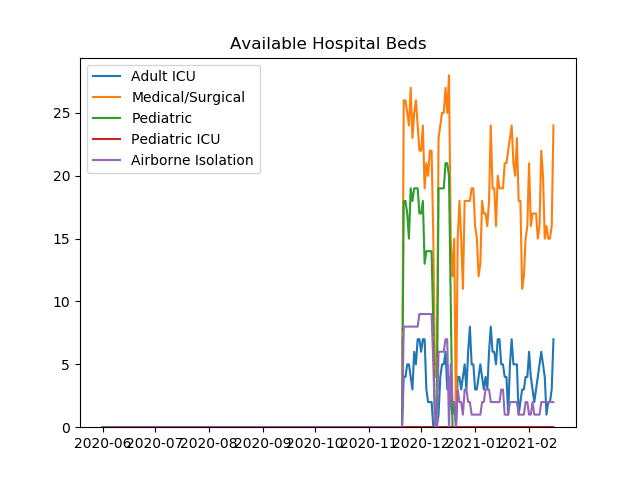 Available Hospital Beds
Adult ICU
Medical/Surgical
Pediatric
Pediatric ICU
Airborne Isolation
25
20
15
10
5
0
2020-06 2020-07 2020-08 2020-09 2020-10 2020-11 2020-12 2021-01 2021-02